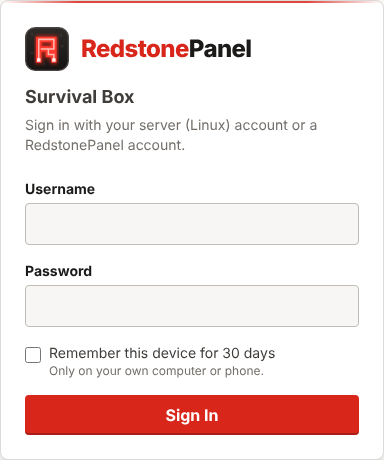 RedstonePanel
Survival Box
Sign in with your server (Linux) account or a
RedstonePanel account.
Username
Password
Remember this device for 30 days
Only on your own computer or phone.
Sign In